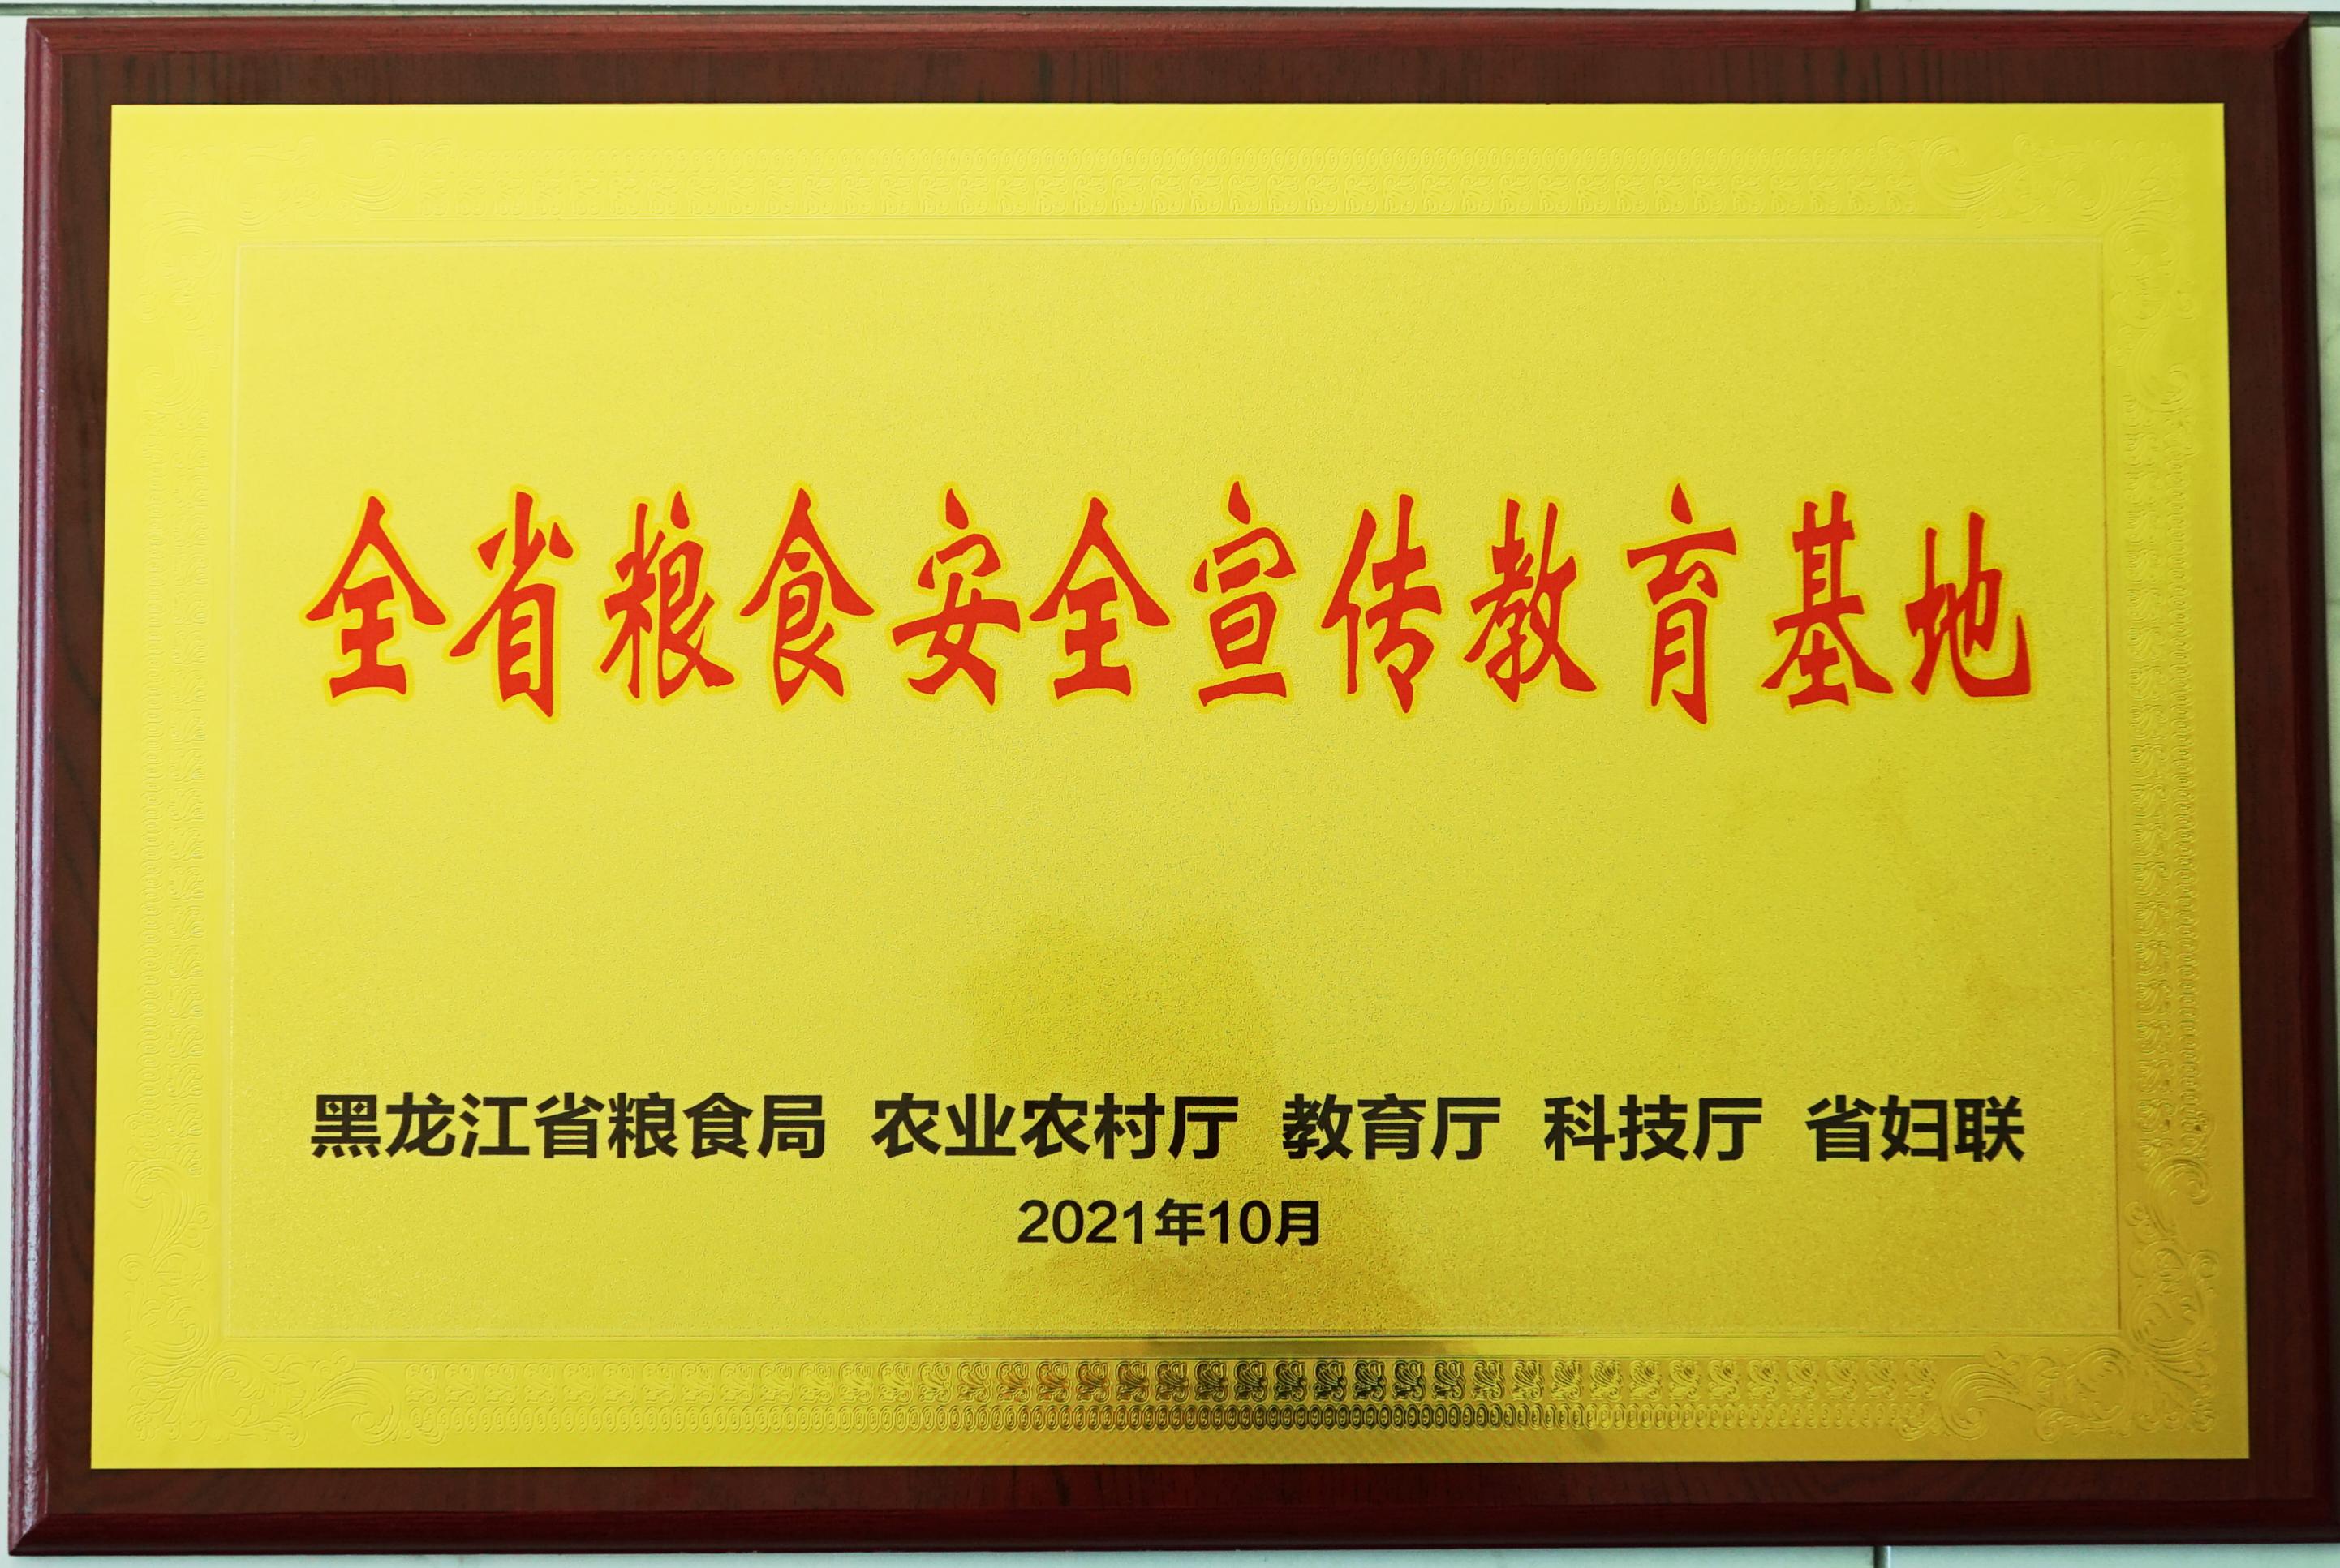 全省粮食安全宣传教育基地
黑龙江省粮食局 农业农村厅 教育厅 科技厅 省妇联
2021年10月